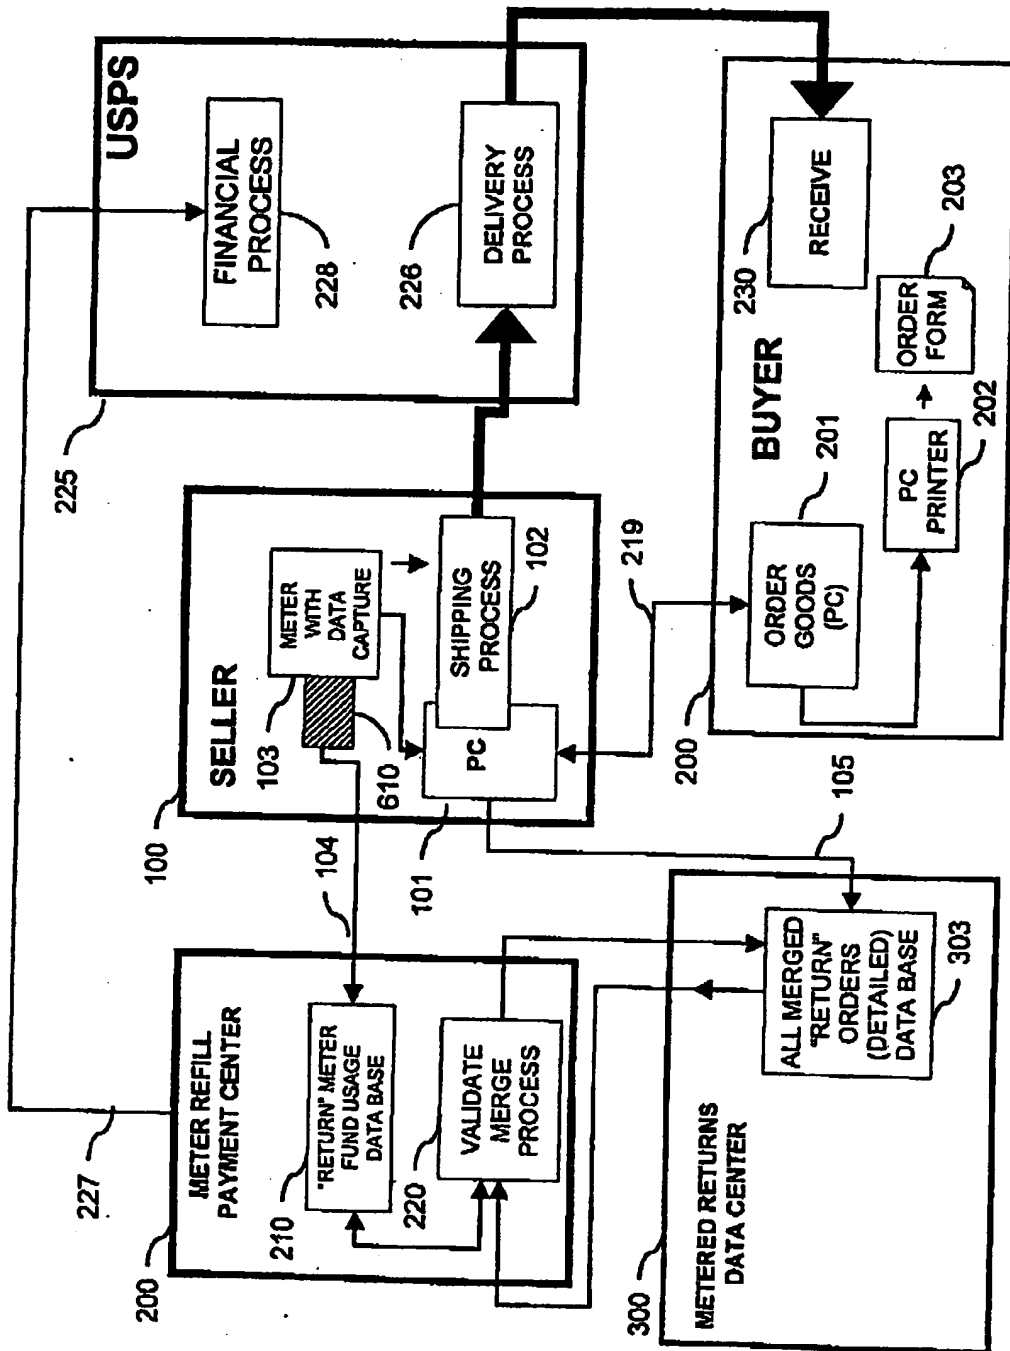 USPS
FINANCIAL
PROCESS
228
226
DELIVERY
PROCESS
225
SELLER
METER
WITH
DATA
CAPTURE
103
610
SHIPPING
PROCESS
102
PC
100
101
104
METER REFILL
PAYMENT CENTER
"RETURN" METER
FUND USAGE
DATA BASE
210
220
VALIDATE
MERGE
PROCESS
200
227
BUYER
230
RECEIVE
203
ORDER
FORM
PC
PRINTER
202
201
ORDER
GOODS
(PC)
200
219
105
ALL MERGED
"RETURN"
ORDERS
(DETAILED)
DATA BASE
303
METERED RETURNS
DATA CENTER
300